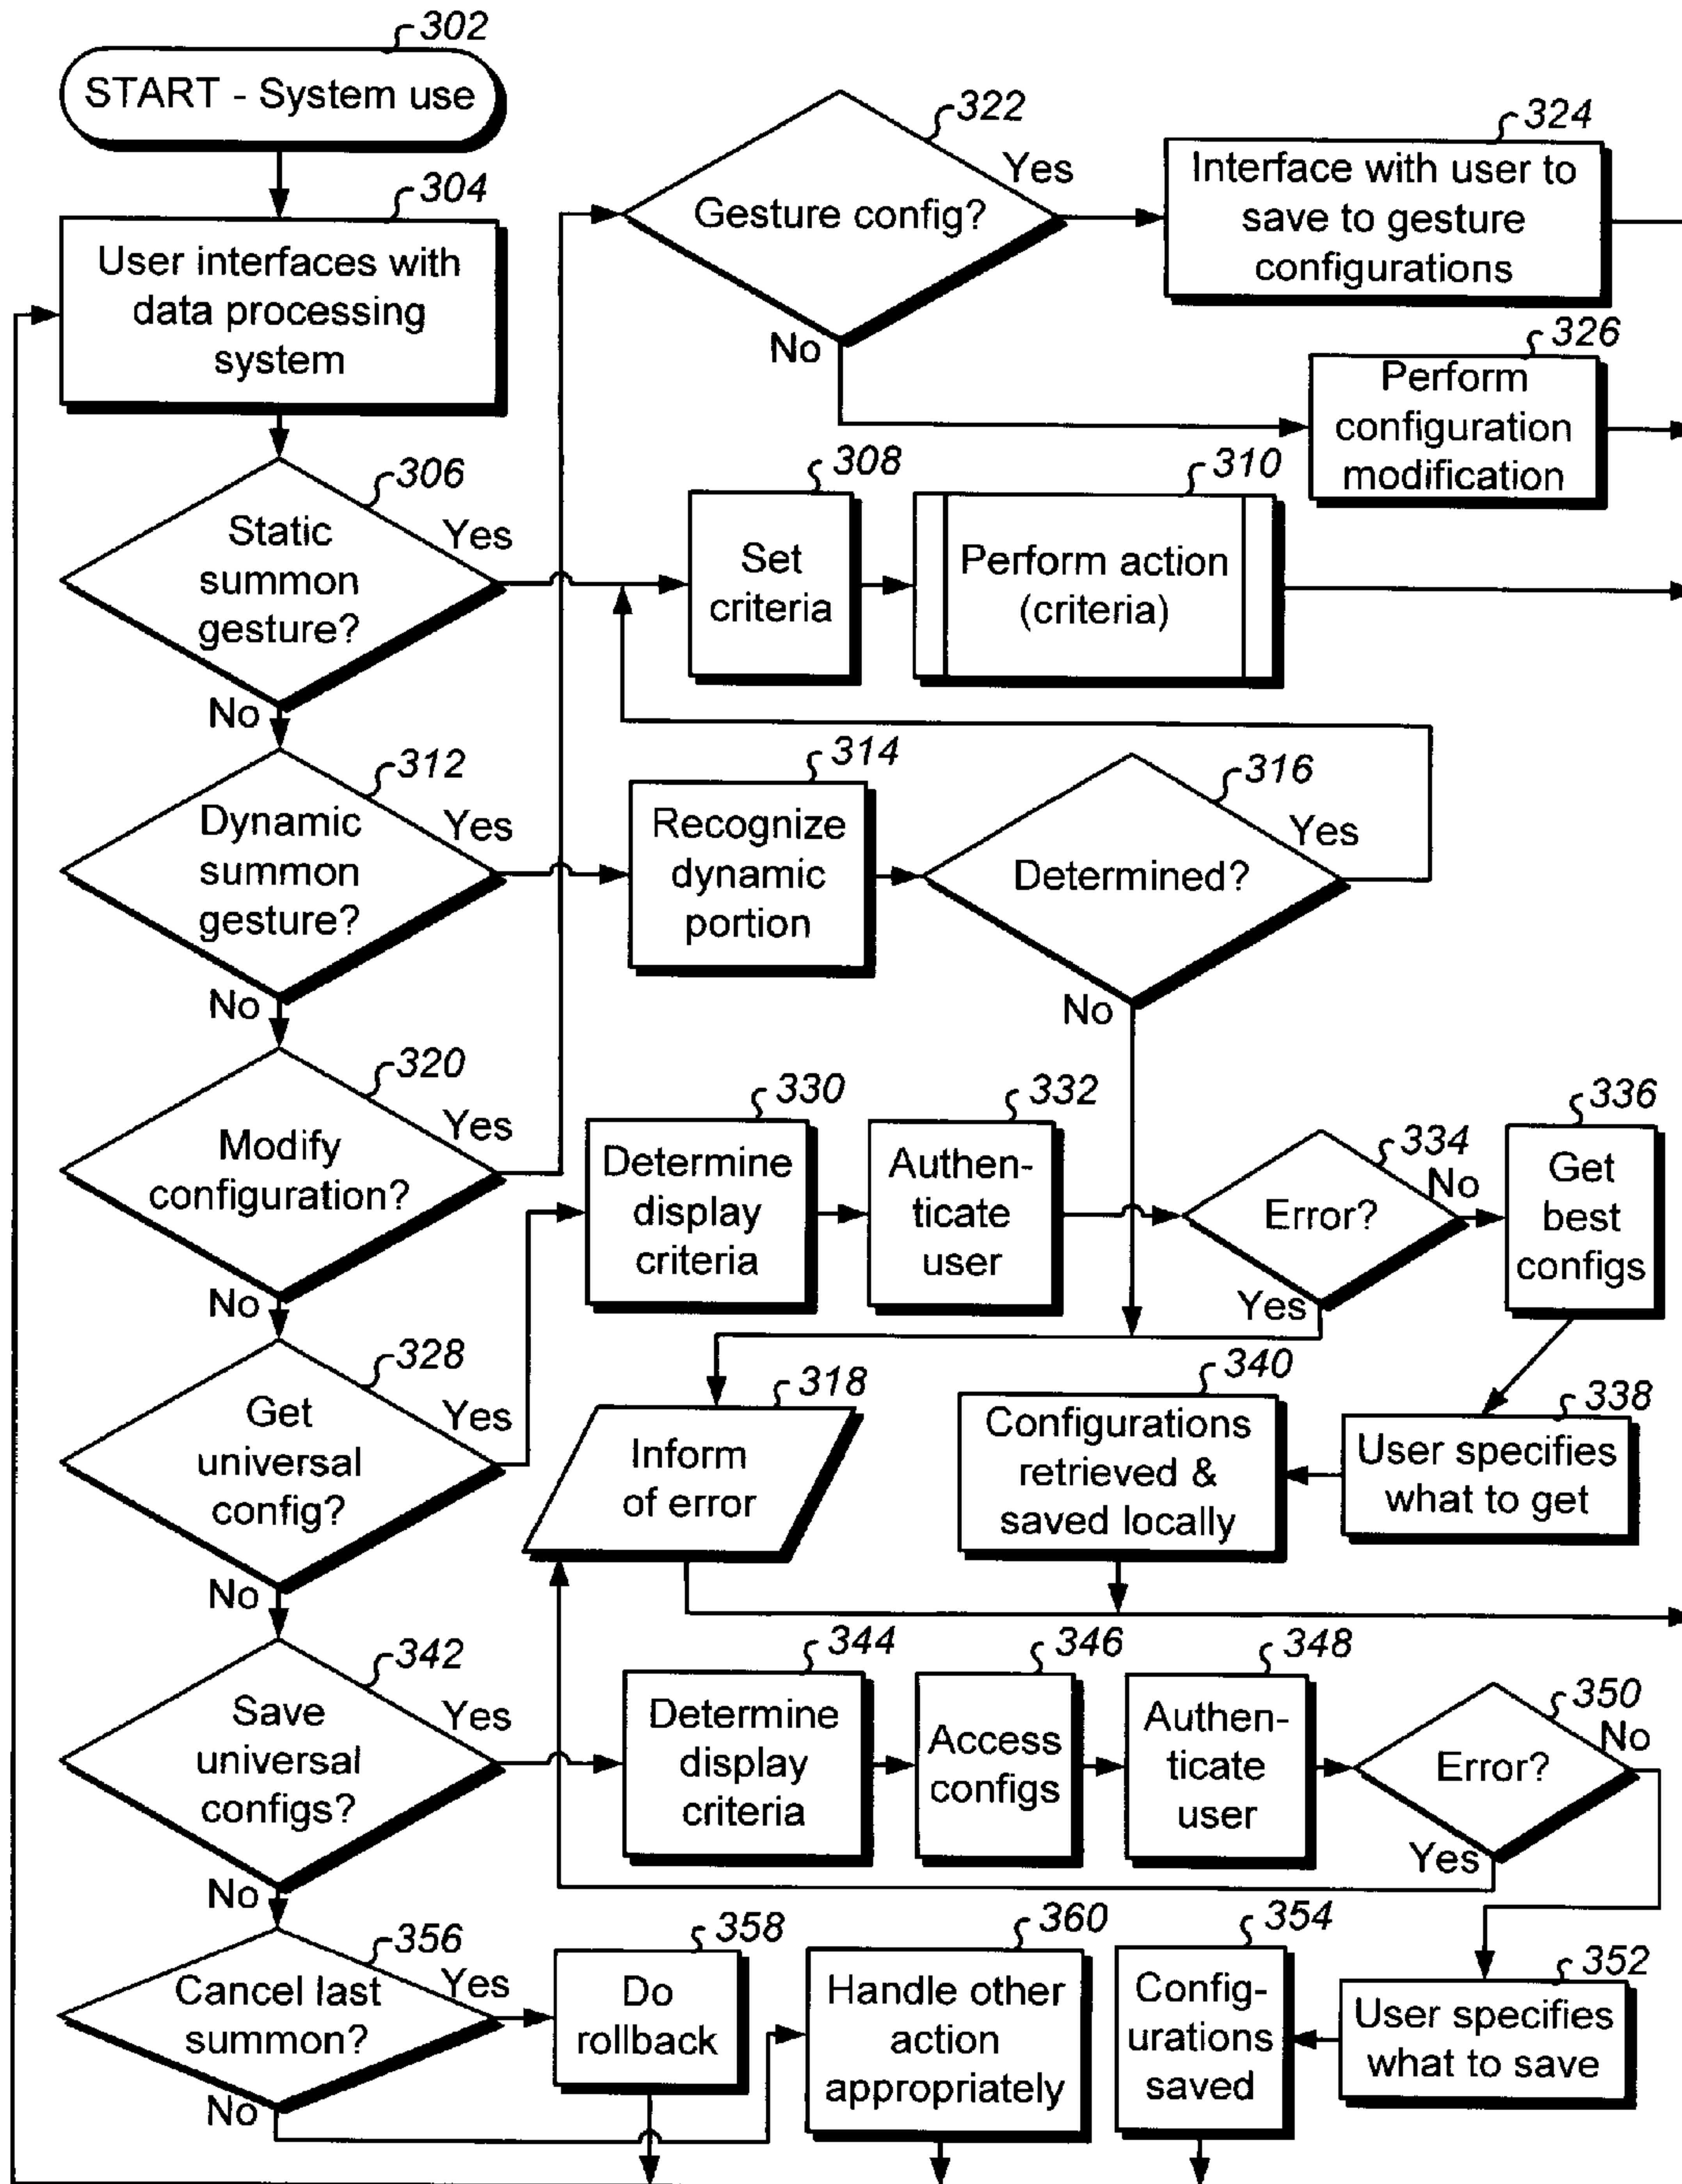 302
START - System use
304
User interfaces with
data processing
system
322
Gesture config?
Yes
No
324
Interface with user to
save to gesture
configurations
326
Perform
configuration
modification
306
Static
summon
gesture?
Yes
No
308
Set
criteria
310
Perform action
(criteria)
312
Dynamic
summon
gesture?
Yes
No
314
Recognize
dynamic
portion
316
Determined?
Yes
No
320
Modify
configuration?
Yes
No
330
Determine
display
criteria
332
Authen-
ticate
user
334
Error?
No
Yes
336
Get
best
configs
328
Get
universal
config?
Yes
No
318
Inform
of error
340
Configurations
retrieved &
saved locally
338
User specifies
what to get
342
Save
universal
configs?
Yes
No
344
Determine
display
criteria
346
Access
configs
348
Authen-
ticate
user
350
Error?
No
Yes
356
Cancel last
summon?
Yes
No
358
Do
rollback
360
Handle other
action
appropriately
354
Config-
urations
saved
352
User specifies
what to save